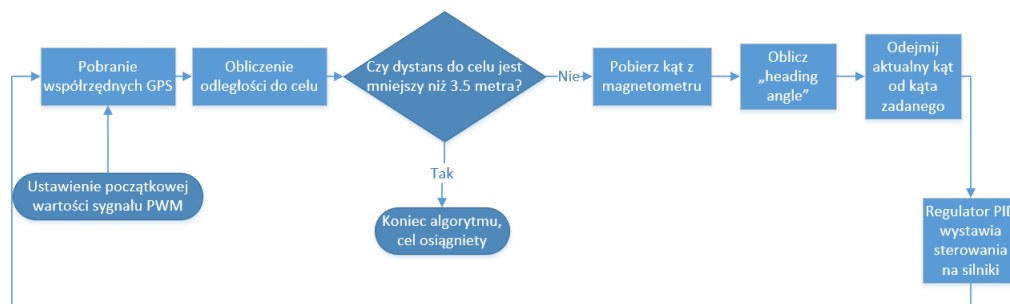 Pobranie
współrzędnych GPS
Obliczenie
odległości do celu
Czy dystans do celu jest
mniejszy niż 3.5 metra?
Nie
Pobierz kąt z
magnetometru
Oblicz
„heading
angle”
Odejmij
aktualny kąt
od kąta
zadanego
Ustawienie początkowej
wartości sygnału PWM
Tak
Koniec algorytmu,
cel osiągniety
Regulator PID
wystawia
sterowania
na silniki